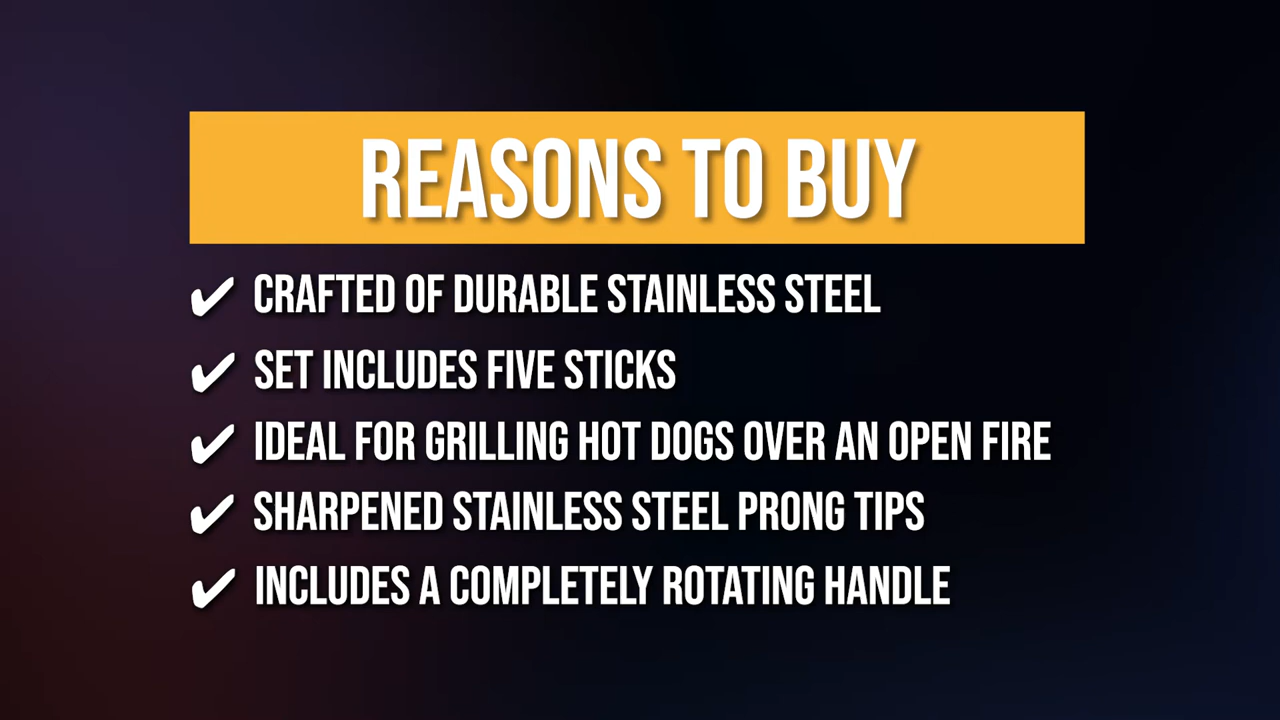 REASONS TO BUY
✔ CRAFTED OF DURABLE STAINLESS STEEL
✔ SET INCLUDES FIVE STICKS
✔ IDEAL FOR GRILLING HOT DOGS OVER AN OPEN FIRE
✔ SHARPENED STAINLESS STEEL PRONG TIPS
✔ INCLUDES A COMPLETELY ROTATING HANDLE